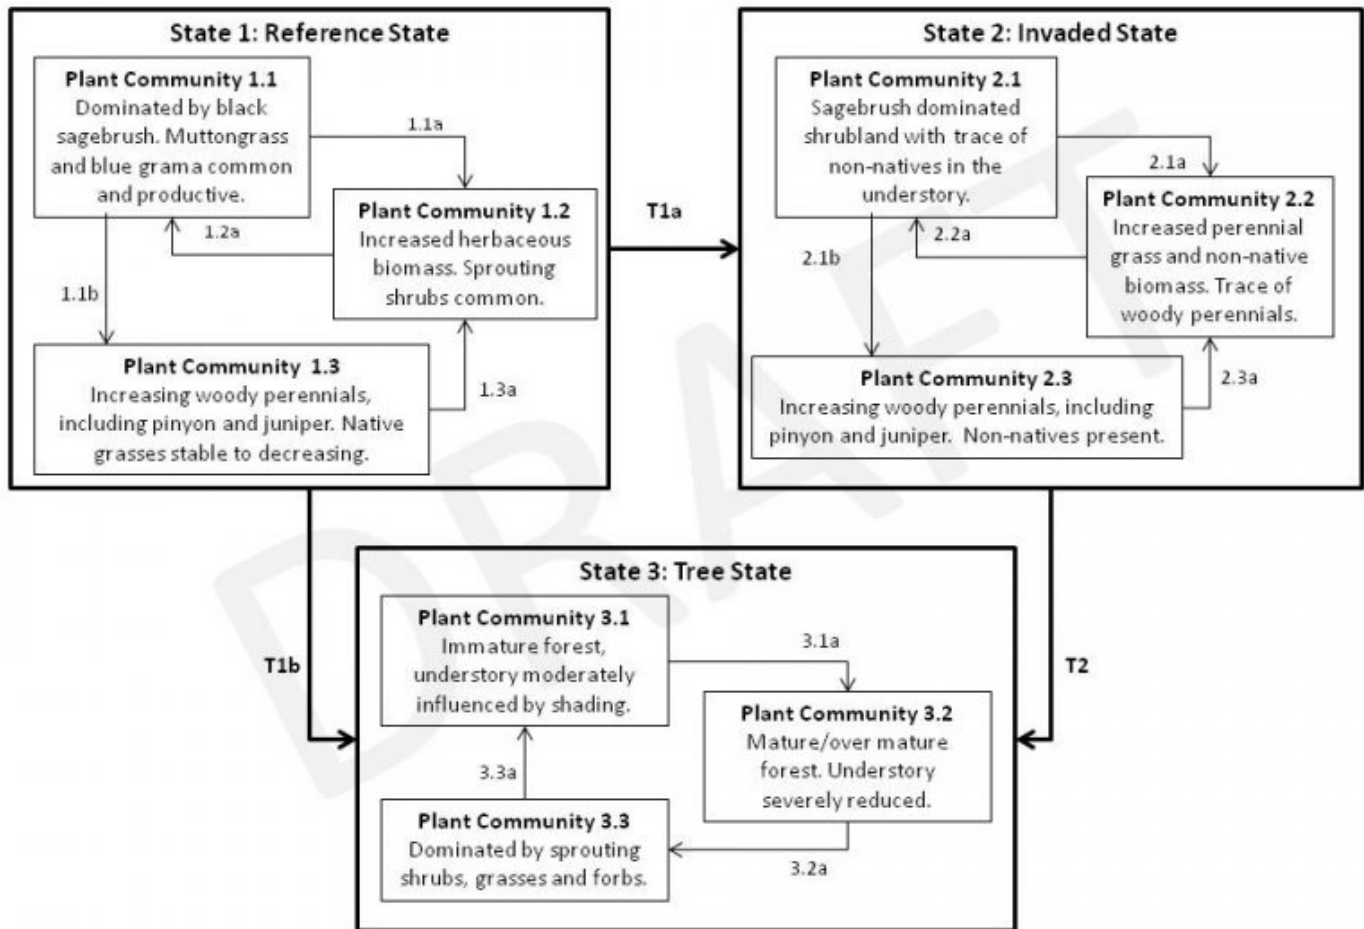 State 1: Reference State
Plant Community 1.1
Dominated by black
sagebrush. Muttongrass
and blue grama common
and productive.
1.1a
Plant Community 1.2
Increased herbaceous
biomass. Sprouting
shrubs common.
1.2a
1.1b
Plant Community 1.3
Increasing woody perennials,
including pinyon and juniper. Native
grasses stable to decreasing.
1.3a
T1a
State 2: Invaded State
Plant Community 2.1
Sagebrush dominated
shrubland with trace of
non-natives in the
understory.
2.1a
Plant Community 2.2
Increased perennial
grass and non-native
biomass. Trace of
woody perennials.
2.2a
2.1b
Plant Community 2.3
Increasing woody perennials, including
pinyon and juniper. Non-natives present.
2.3a
T1b
T2
State 3: Tree State
Plant Community 3.1
Immature forest,
understory moderately
influenced by shading.
3.1a
Plant Community 3.2
Mature/over mature
forest. Understory
severely reduced.
3.3a
Plant Community 3.3
Dominated by sprouting
shrubs, grasses and forbs.
3.2a
DRAFT